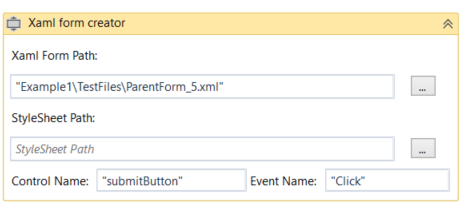 Xaml form creator
Xaml Form Path:
"Example1\TestFiles\ParentForm_5.xml"
...
StyleSheet Path:
StyleSheet Path
...
Control Name: "submitButton" Event Name: "Click"